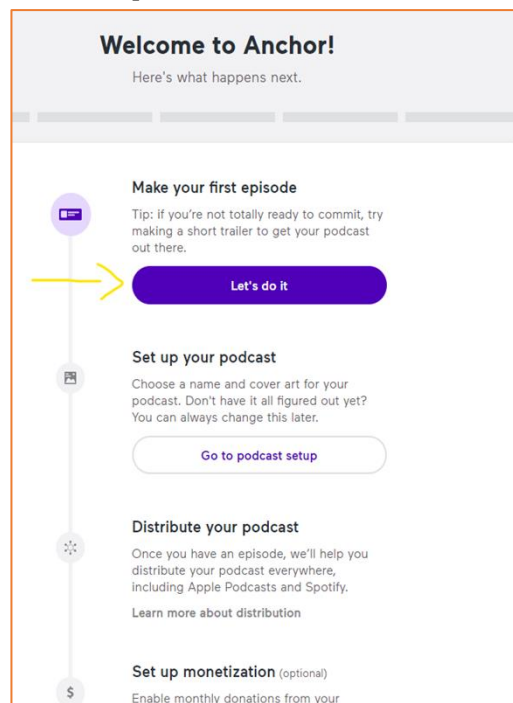 Welcome to Anchor!
Here's what happens next.
Make your first episode
Tip: if you're not totally ready to commit, try
making a short trailer to get your podcast
out there.
Let's do it
Set up your podcast
Choose a name and cover art for your
podcast. Don't have it all figured out yet?
You can always change this later.
Go to podcast setup
Distribute your podcast
Once you have an episode, we'll help you
distribute your podcast everywhere,
including Apple Podcasts and Spotify.
Learn more about distribution
Set up monetization (optional)
$
Enable monthly donations from your